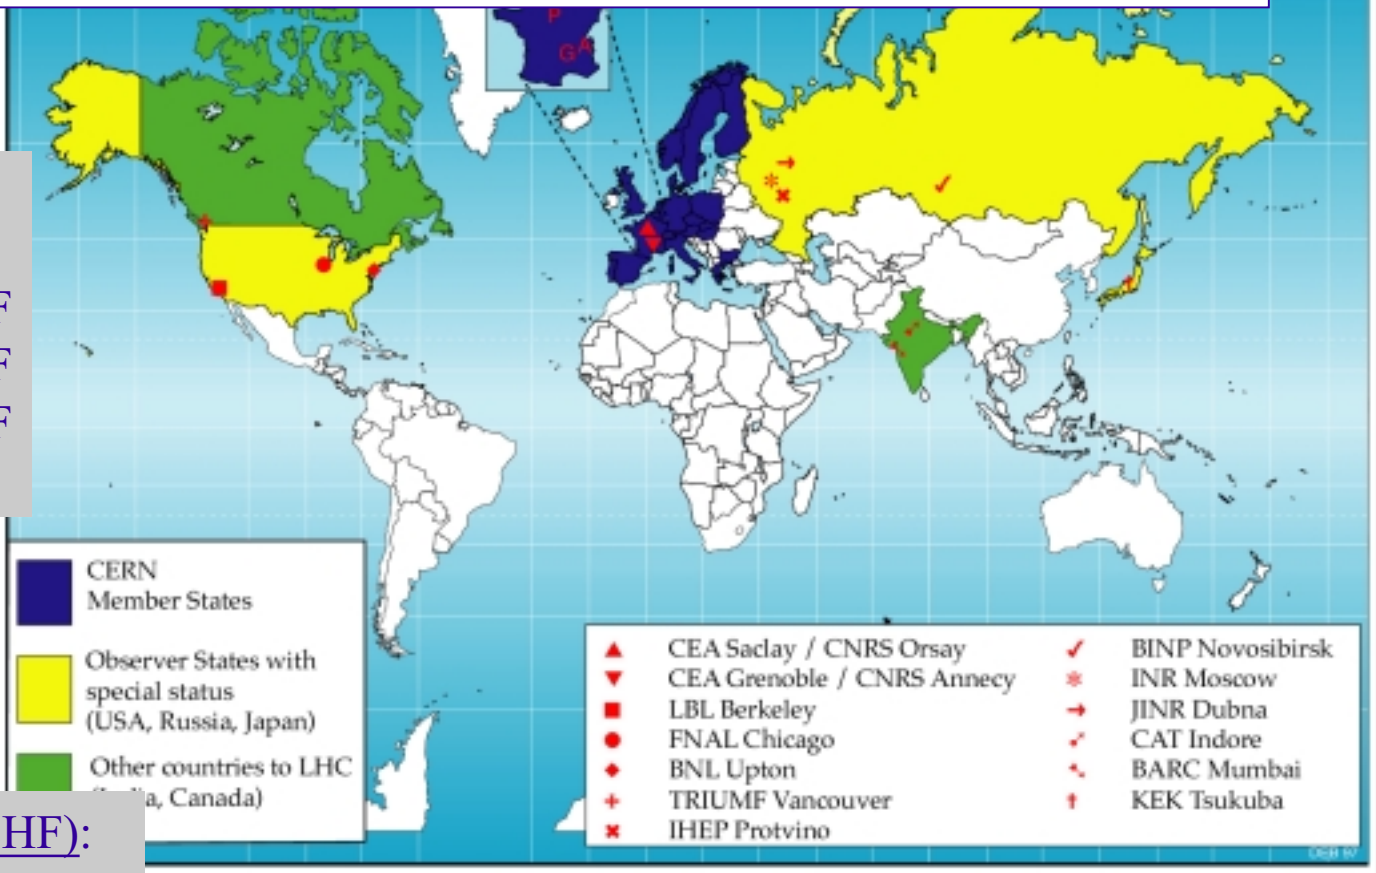 P
GA
F
F
F
CERN
Member States
Observer States with
special status
(USA, Russia, Japan)
Other countries to LHC
Canada)
HF):
CEA Saclay / CNRS Orsay
CEA Grenoble / CNRS Annecy
LBL Berkeley
FNAL Chicago
BNL Upton
TRIUMF Vancouver
IHEP Protvino
BINP Novosibirsk
INR Moscow
JINR Dubna
CAT Indore
BARC Mumbai
KEK Tsukuba